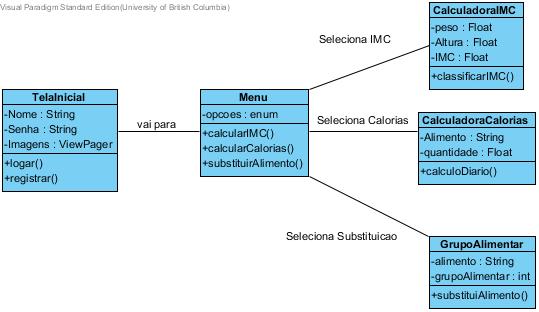 Visual Paradigm Standard Edition(University of British Columbia)
TelaInicial
-Nome : String
-Senha : String
-Imagens : ViewPager
+logar()
+registrar()
vai para
Menu
-opcoes : enum
+calcularIMC()
+calcularCalorias()
+substituirAlimento()
Seleciona IMC
CalculadoraIMC
-peso : Float
-Altura : Float
-IMC : Float
+classificarIMC()
Seleciona Calorias
CalculadoraCalorias
-Alimento : String
-quantidade : Float
+calculoDiario()
Seleciona Substituicao
GrupoAlimentar
-alimento : String
-grupoAlimentar : int
+substituiAlimento()